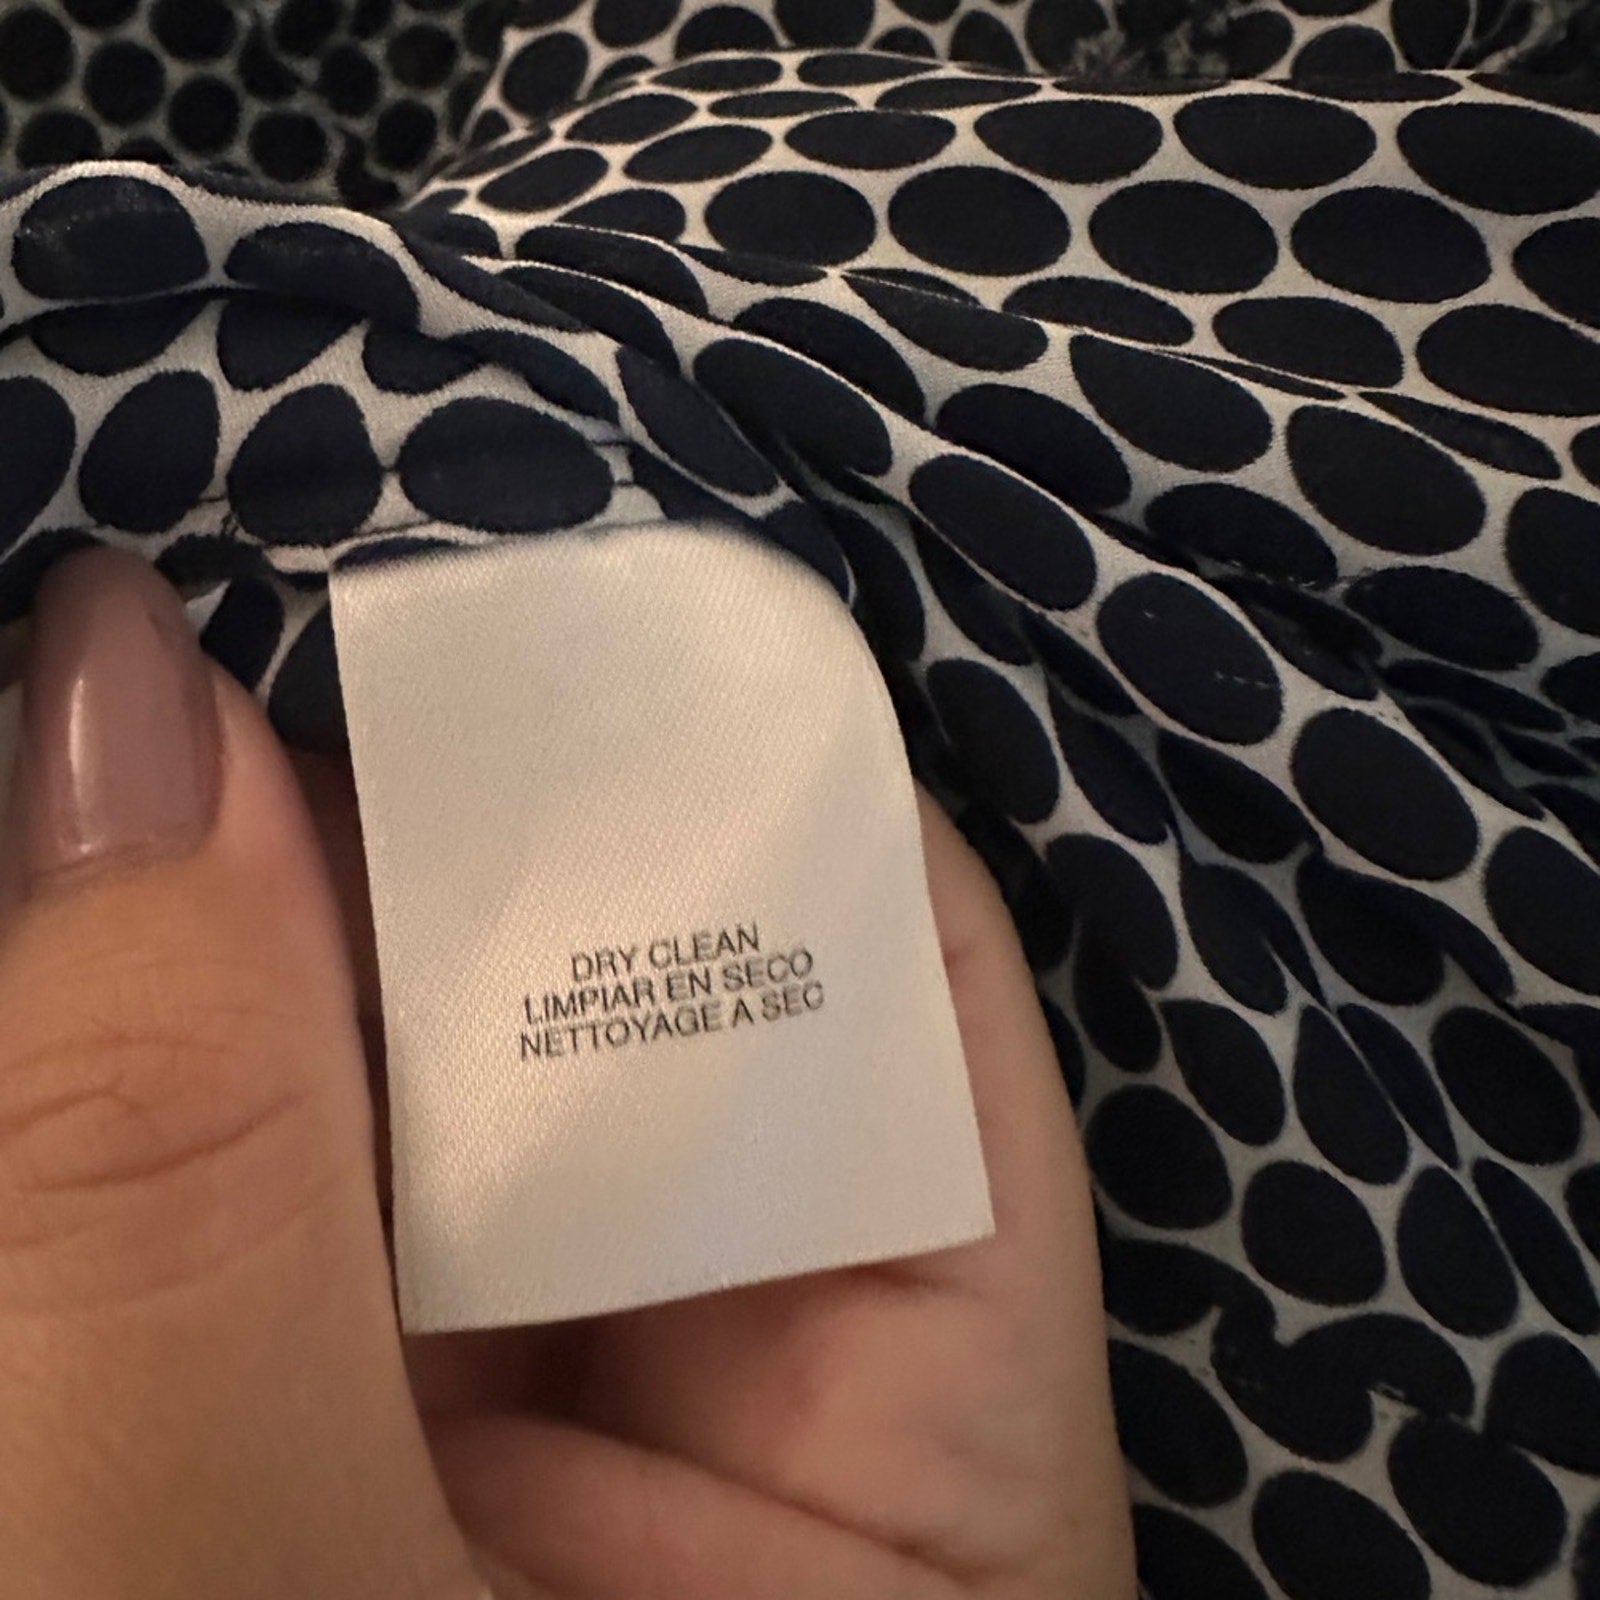 DRY CLEAN
LIMPIAR EN SECO
NETTOYAGE A SEC